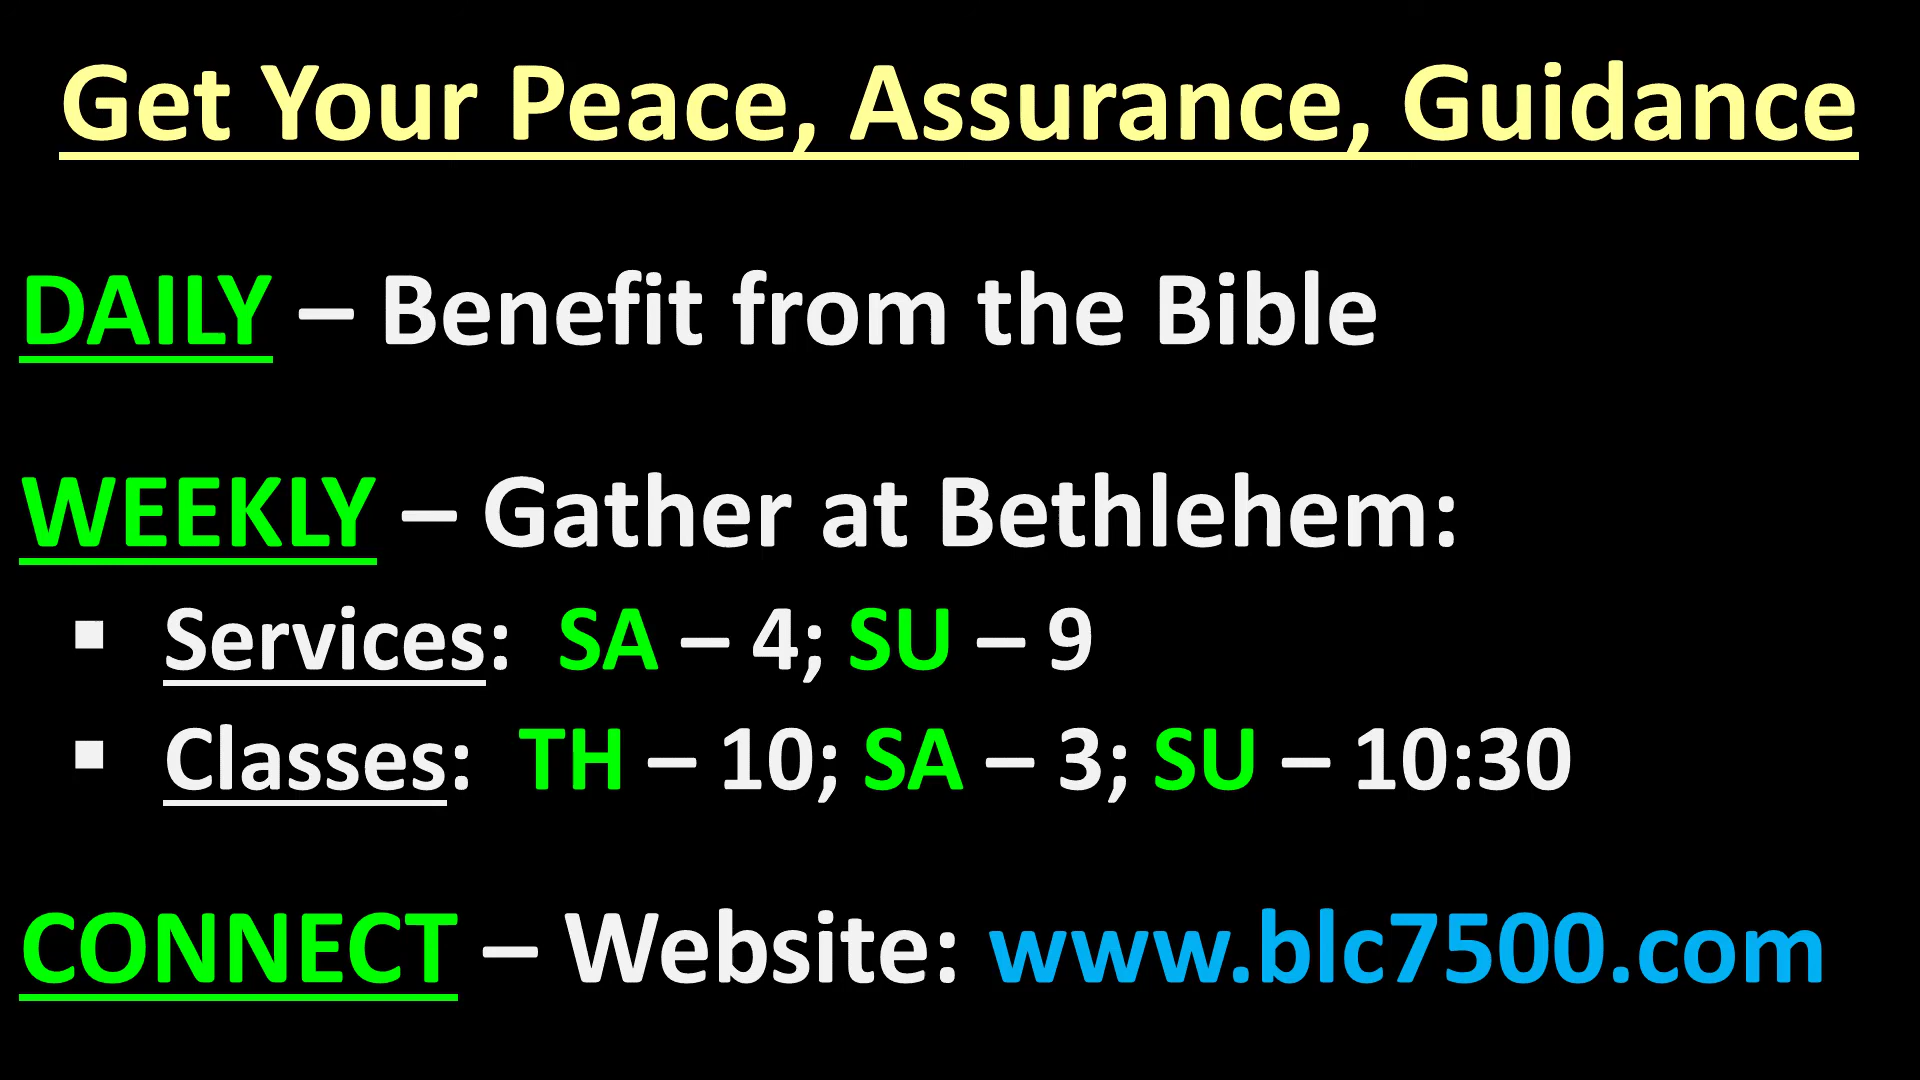 Get Your Peace, Assurance, Guidance
DAILY – Benefit from the Bible
WEEKLY – Gather at Bethlehem:
▪ Services: SA – 4; SU – 9
▪ Classes: TH – 10; SA – 3; SU – 10:30
CONNECT – Website: www.blc7500.com